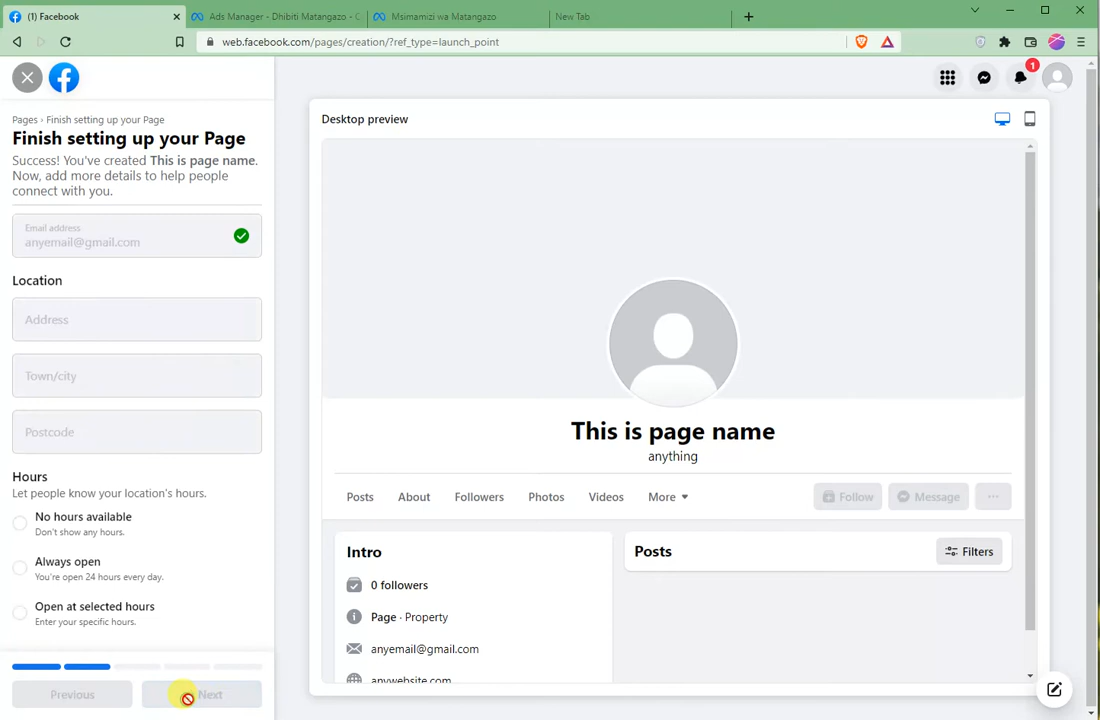 (1) Facebook
Ads Manager - Dhibiti Matangazo - C
Msimamizi wa Matangazo
New Tab
web.facebook.com/pages/creation/?ref_type=launch_point
1
Pages › Finish setting up your Page
Finish setting up your Page
Success! You've created This is page name.
Now, add more details to help people
connect with you.
Email address
anyemail@gmail.com
Location
Address
Town/city
Postcode
Hours
Let people know your location's hours.
No hours available
Don't show any hours.
Always open
You're open 24 hours every day.
Open at selected hours
Enter your specific hours.
Previous
Next
Desktop preview
This is page name
anything
Posts
About
Followers
Photos
Videos
More
Follow
Message
Intro
0 followers
Page · Property
anyemail@gmail.com
anywebsite.com
Posts
Filters